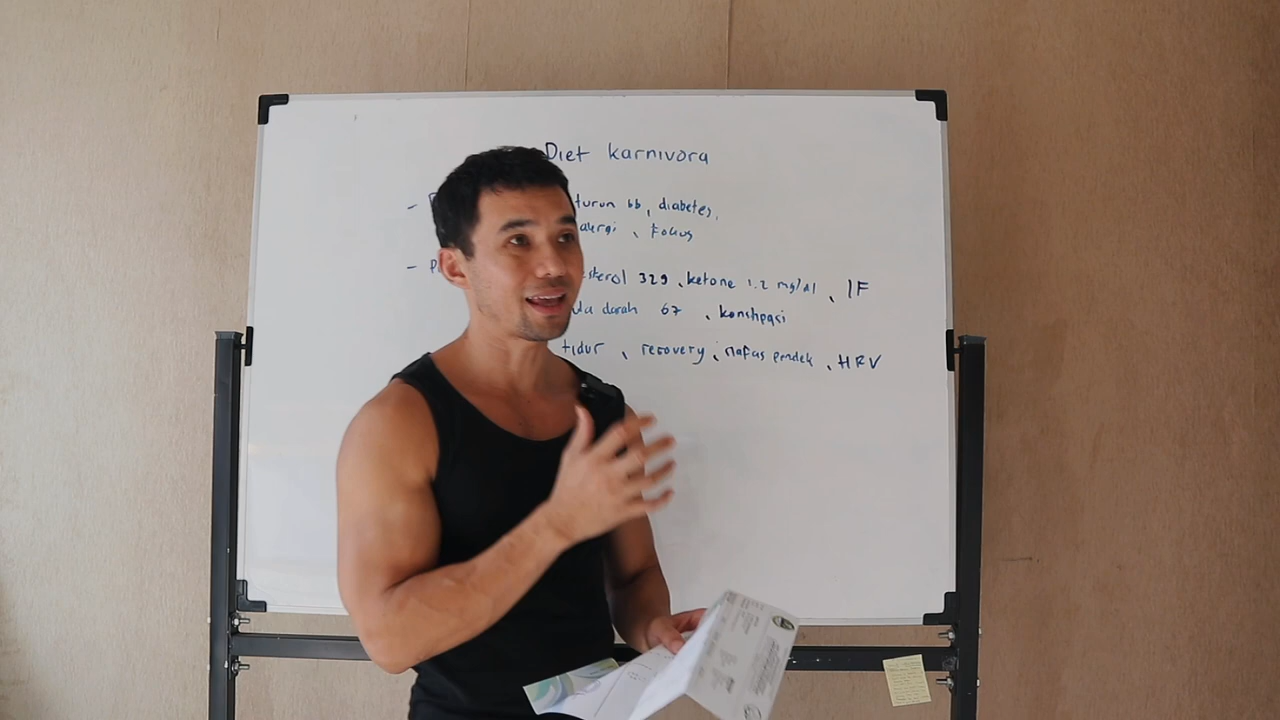 Diet karnivora
- turun bb, diabetes,
alergi, Fokus
- sterol 329, ketone 1.2 mg/dl, IF
ula darah 67, konstipasi
tidur, recovery, nafas pendek, HRV